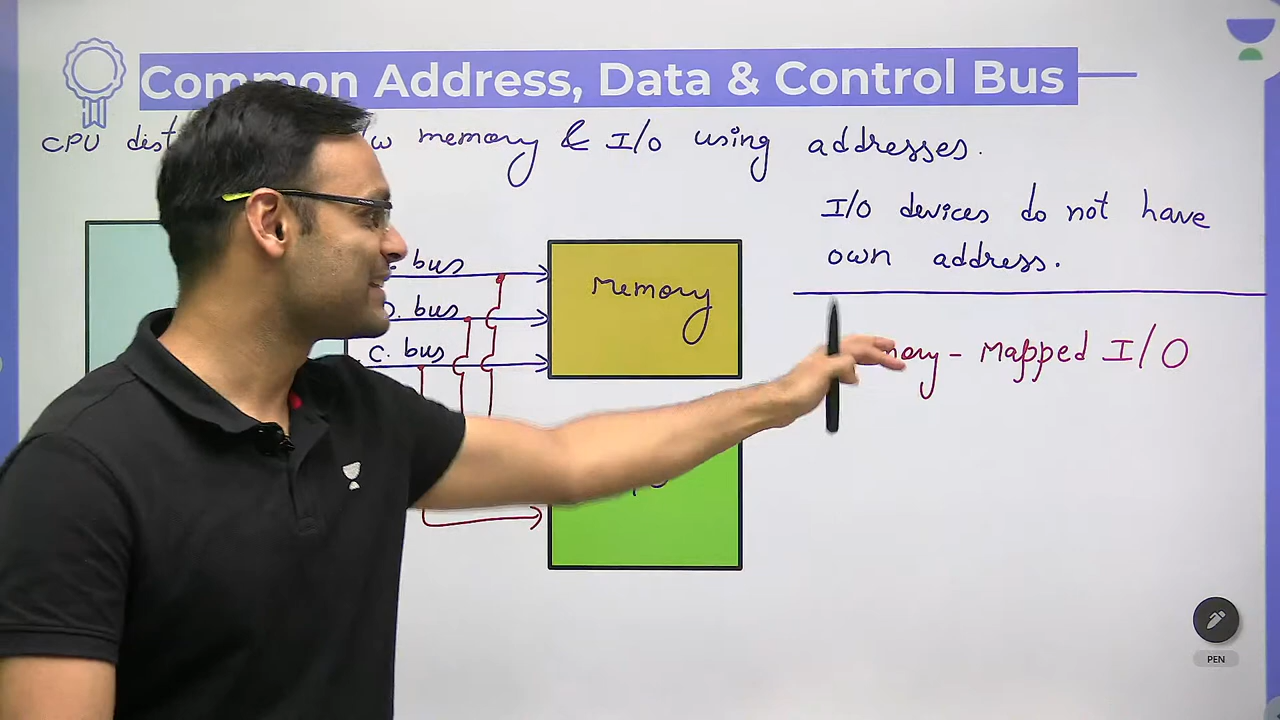 Common Address, Data & Control Bus
CPU memory & I/O using addresses.
I/O devices do not have
own address.
bus
bus
C. bus
Memory
Mapped I/O
PEN